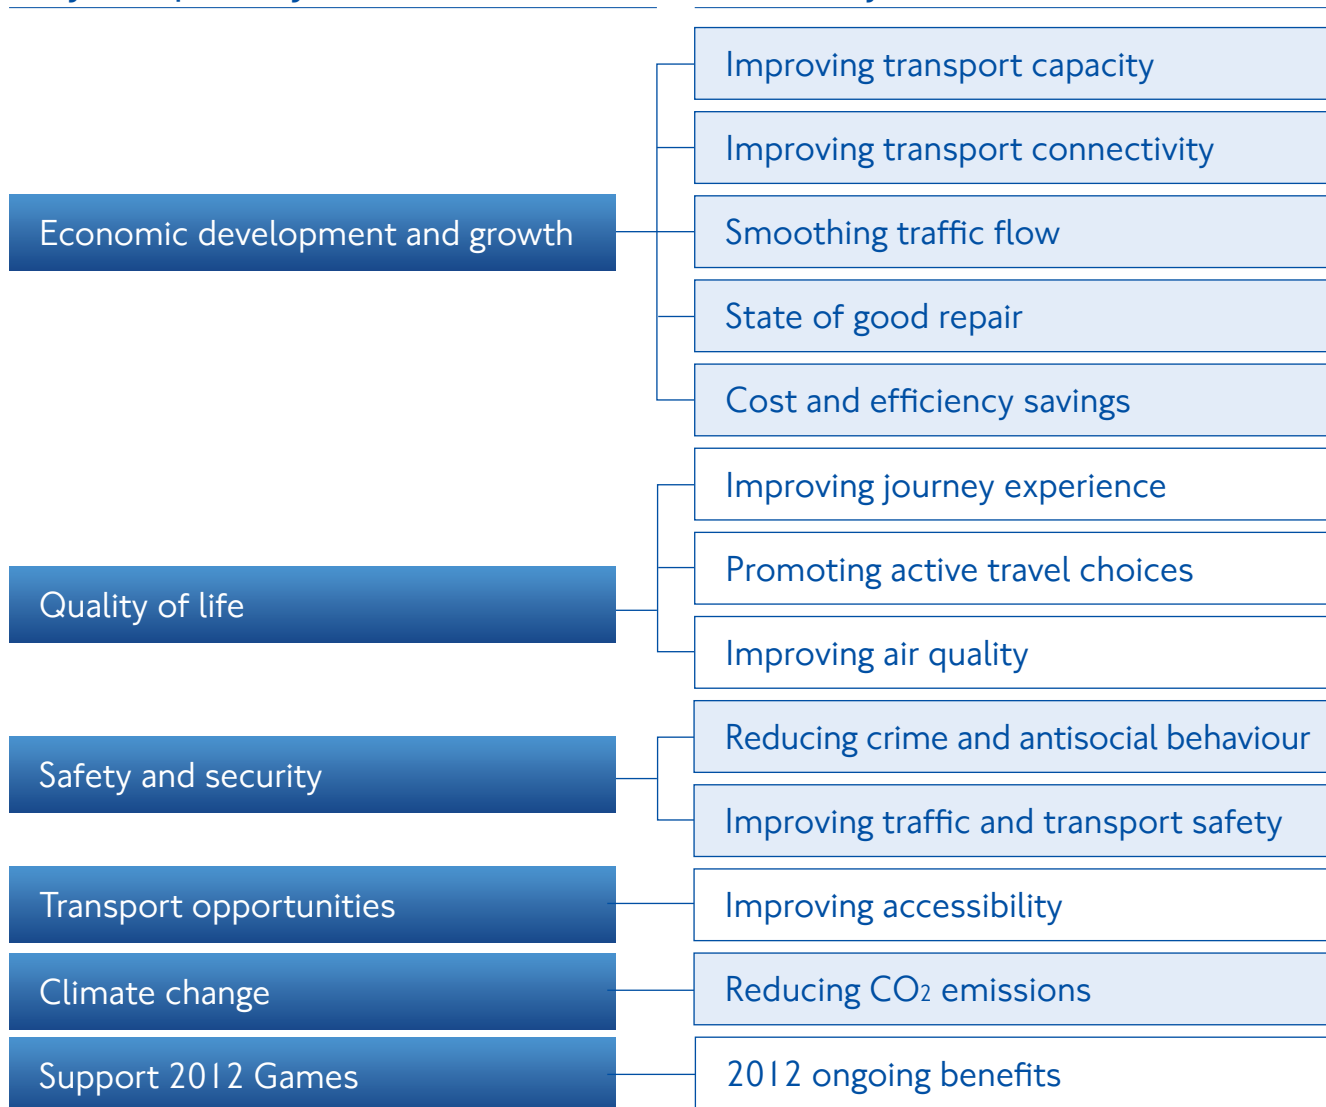 Economic development and growth
Improving transport capacity
Improving transport connectivity
Smoothing traffic flow
State of good repair
Cost and efficiency savings
Quality of life
Improving journey experience
Promoting active travel choices
Improving air quality
Safety and security
Reducing crime and antisocial behaviour
Improving traffic and transport safety
Transport opportunities
Improving accessibility
Climate change
Reducing CO2 emissions
Support 2012 Games
2012 ongoing benefits